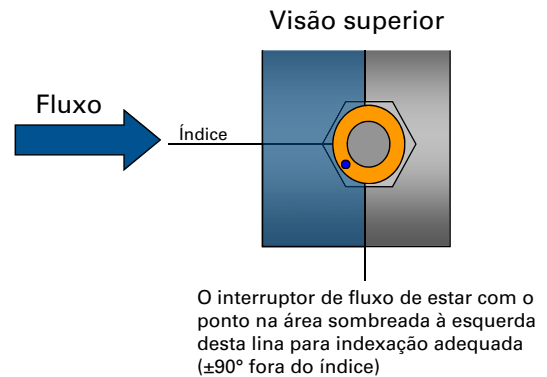 Visão superior
Fluxo
Índice
O interruptor de fluxo de estar com o
ponto na área sombreada à esquerda
desta lina para indexação adequada
(±90° fora do índice)